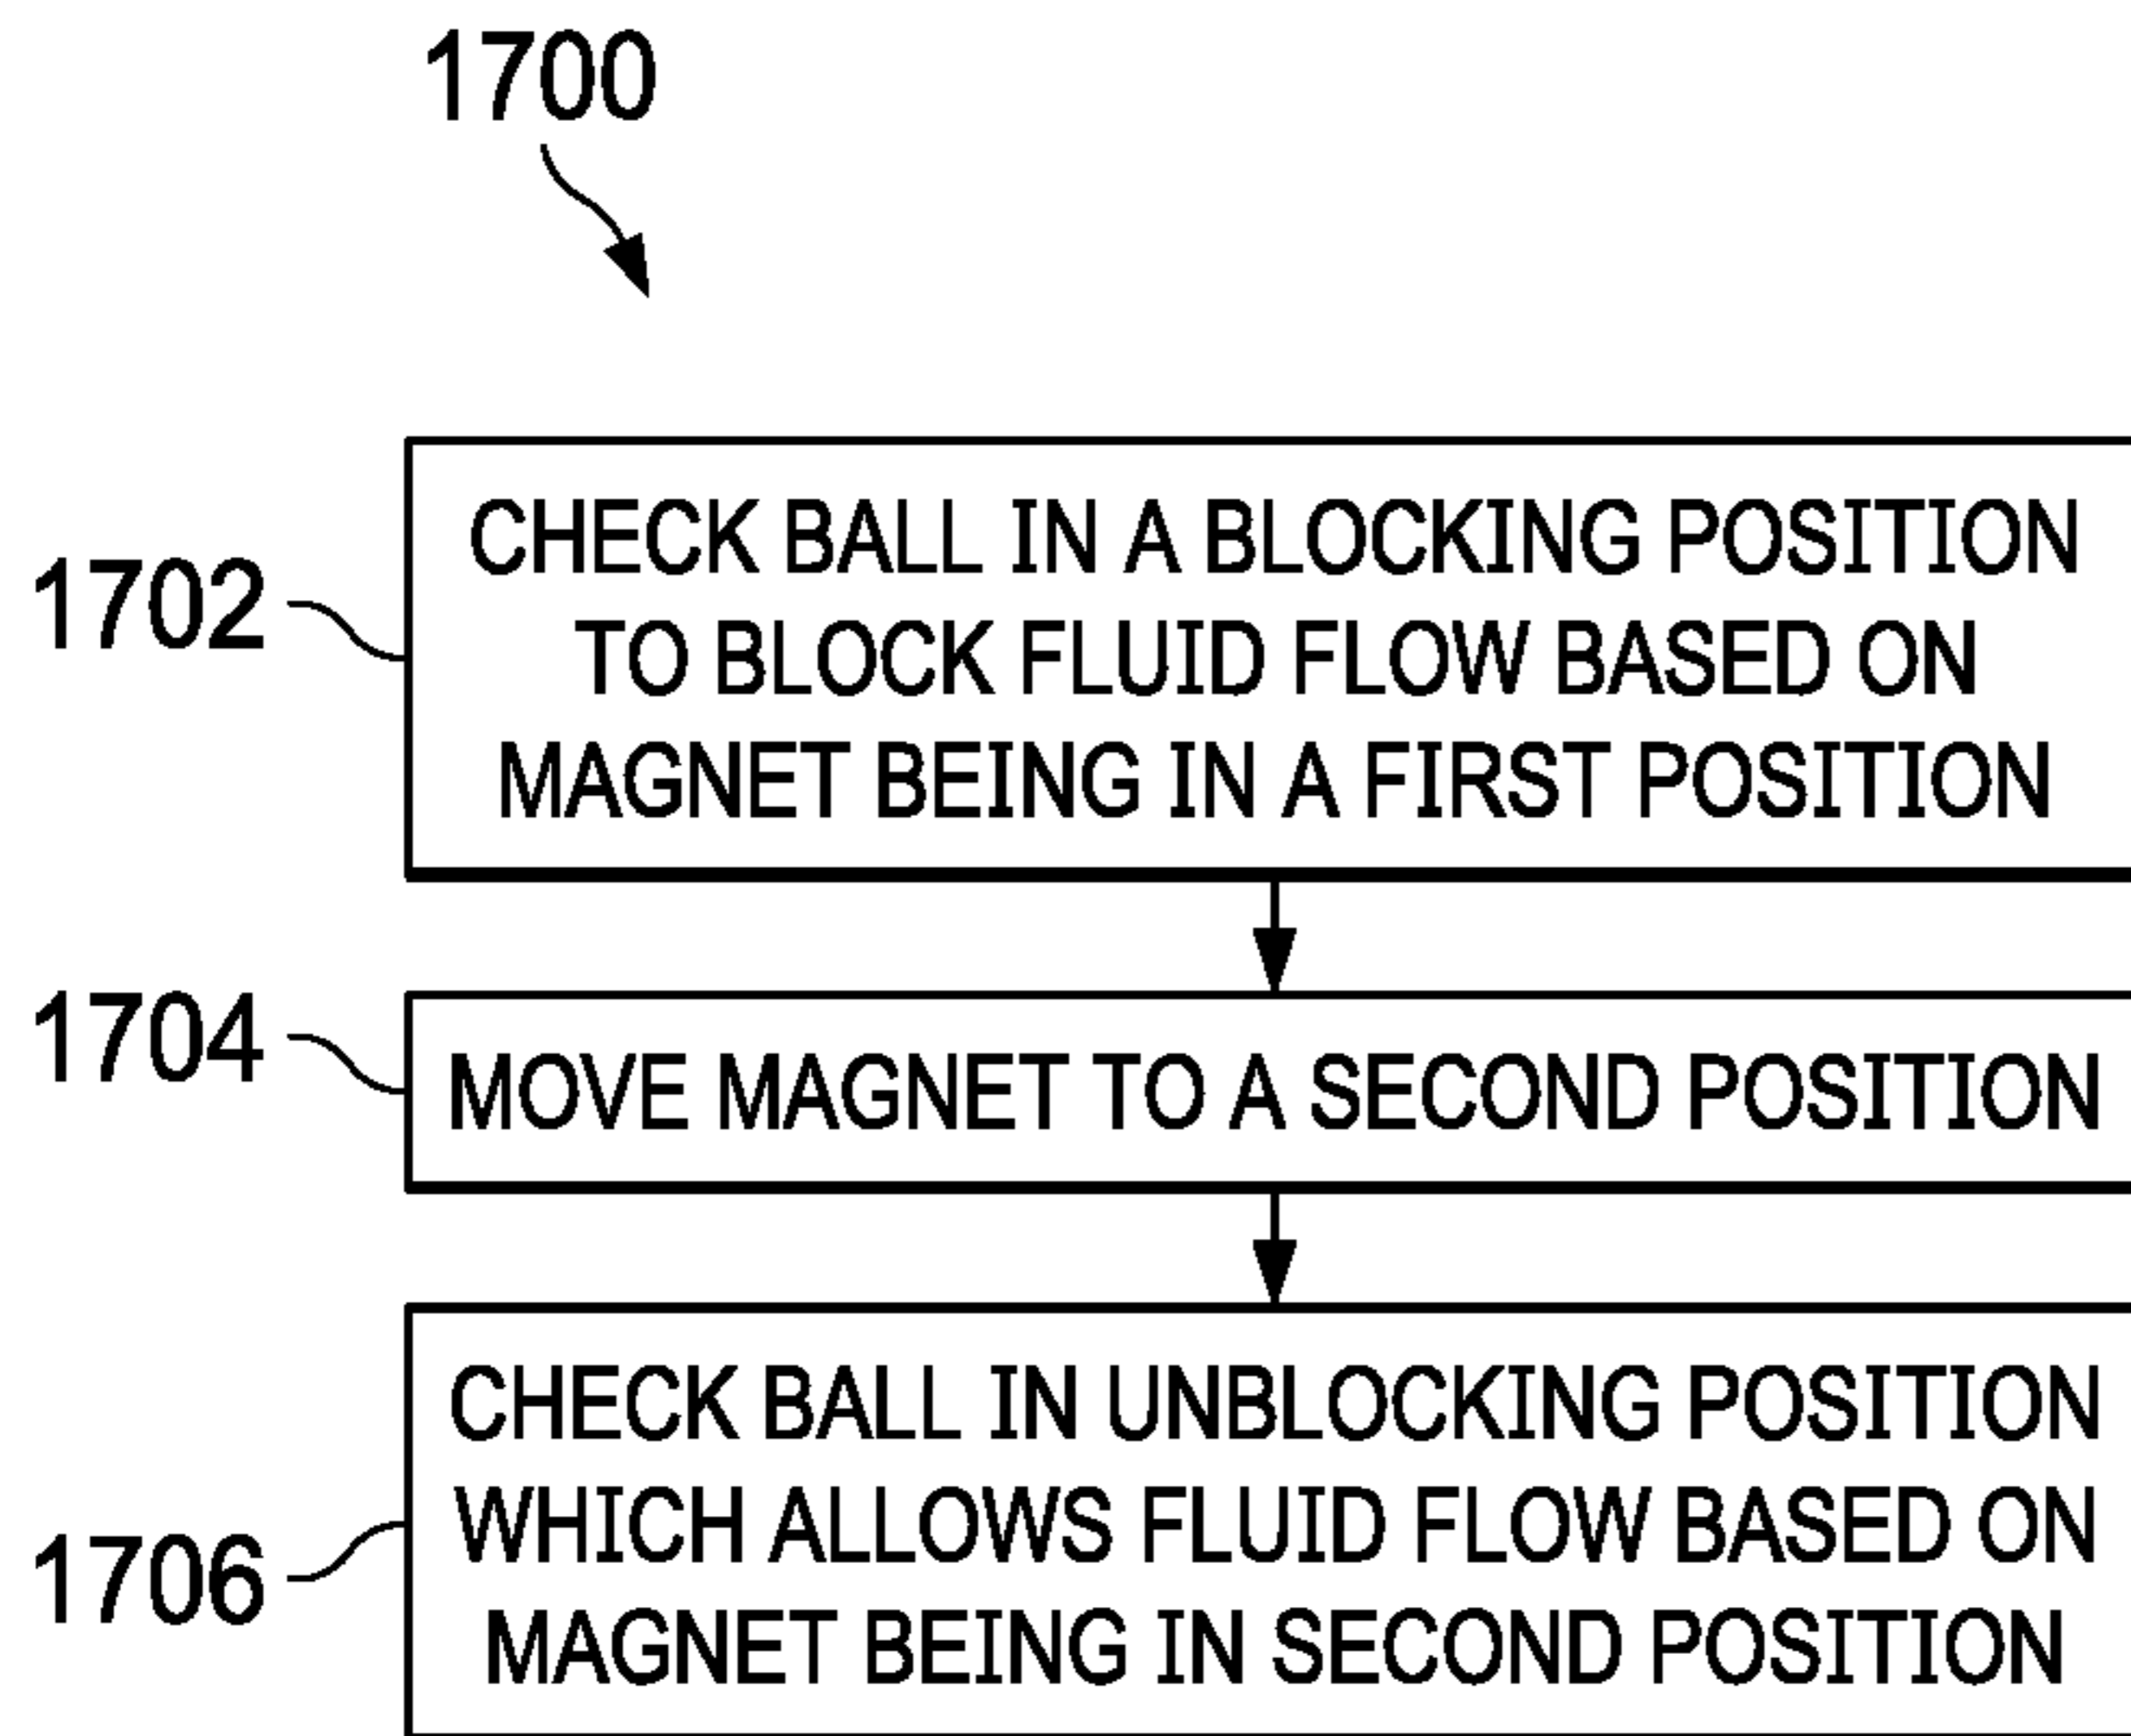 1700
1702
CHECK BALL IN A BLOCKING POSITION
TO BLOCK FLUID FLOW BASED ON
MAGNET BEING IN A FIRST POSITION
1704
MOVE MAGNET TO A SECOND POSITION
1706
CHECK BALL IN UNBLOCKING POSITION
WHICH ALLOWS FLUID FLOW BASED ON
MAGNET BEING IN SECOND POSITION